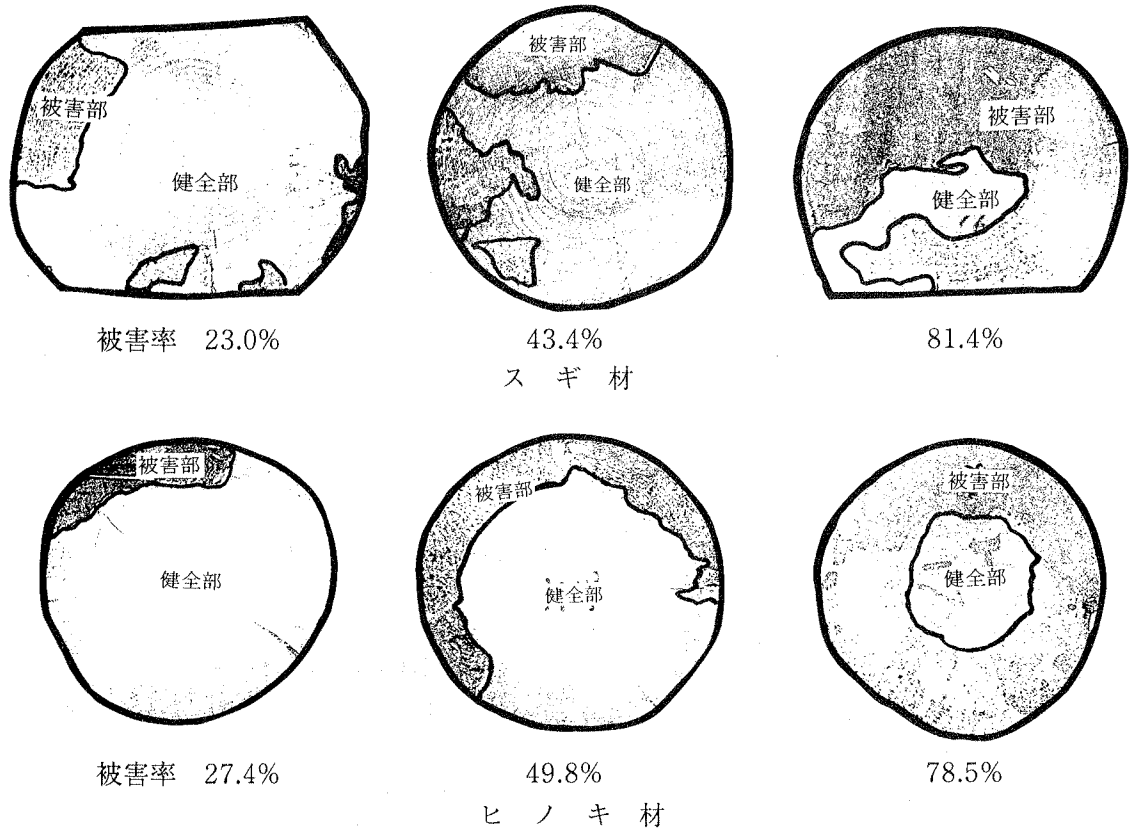 被害部
健全部
被害部
健全部
被害部
健全部
被害率 23.0%
43.4%
81.4%
スギ材
被害部
健全部
被害部
健全部
被害部
健全部
被害率 27.4%
49.8%
78.5%
ヒノキ材